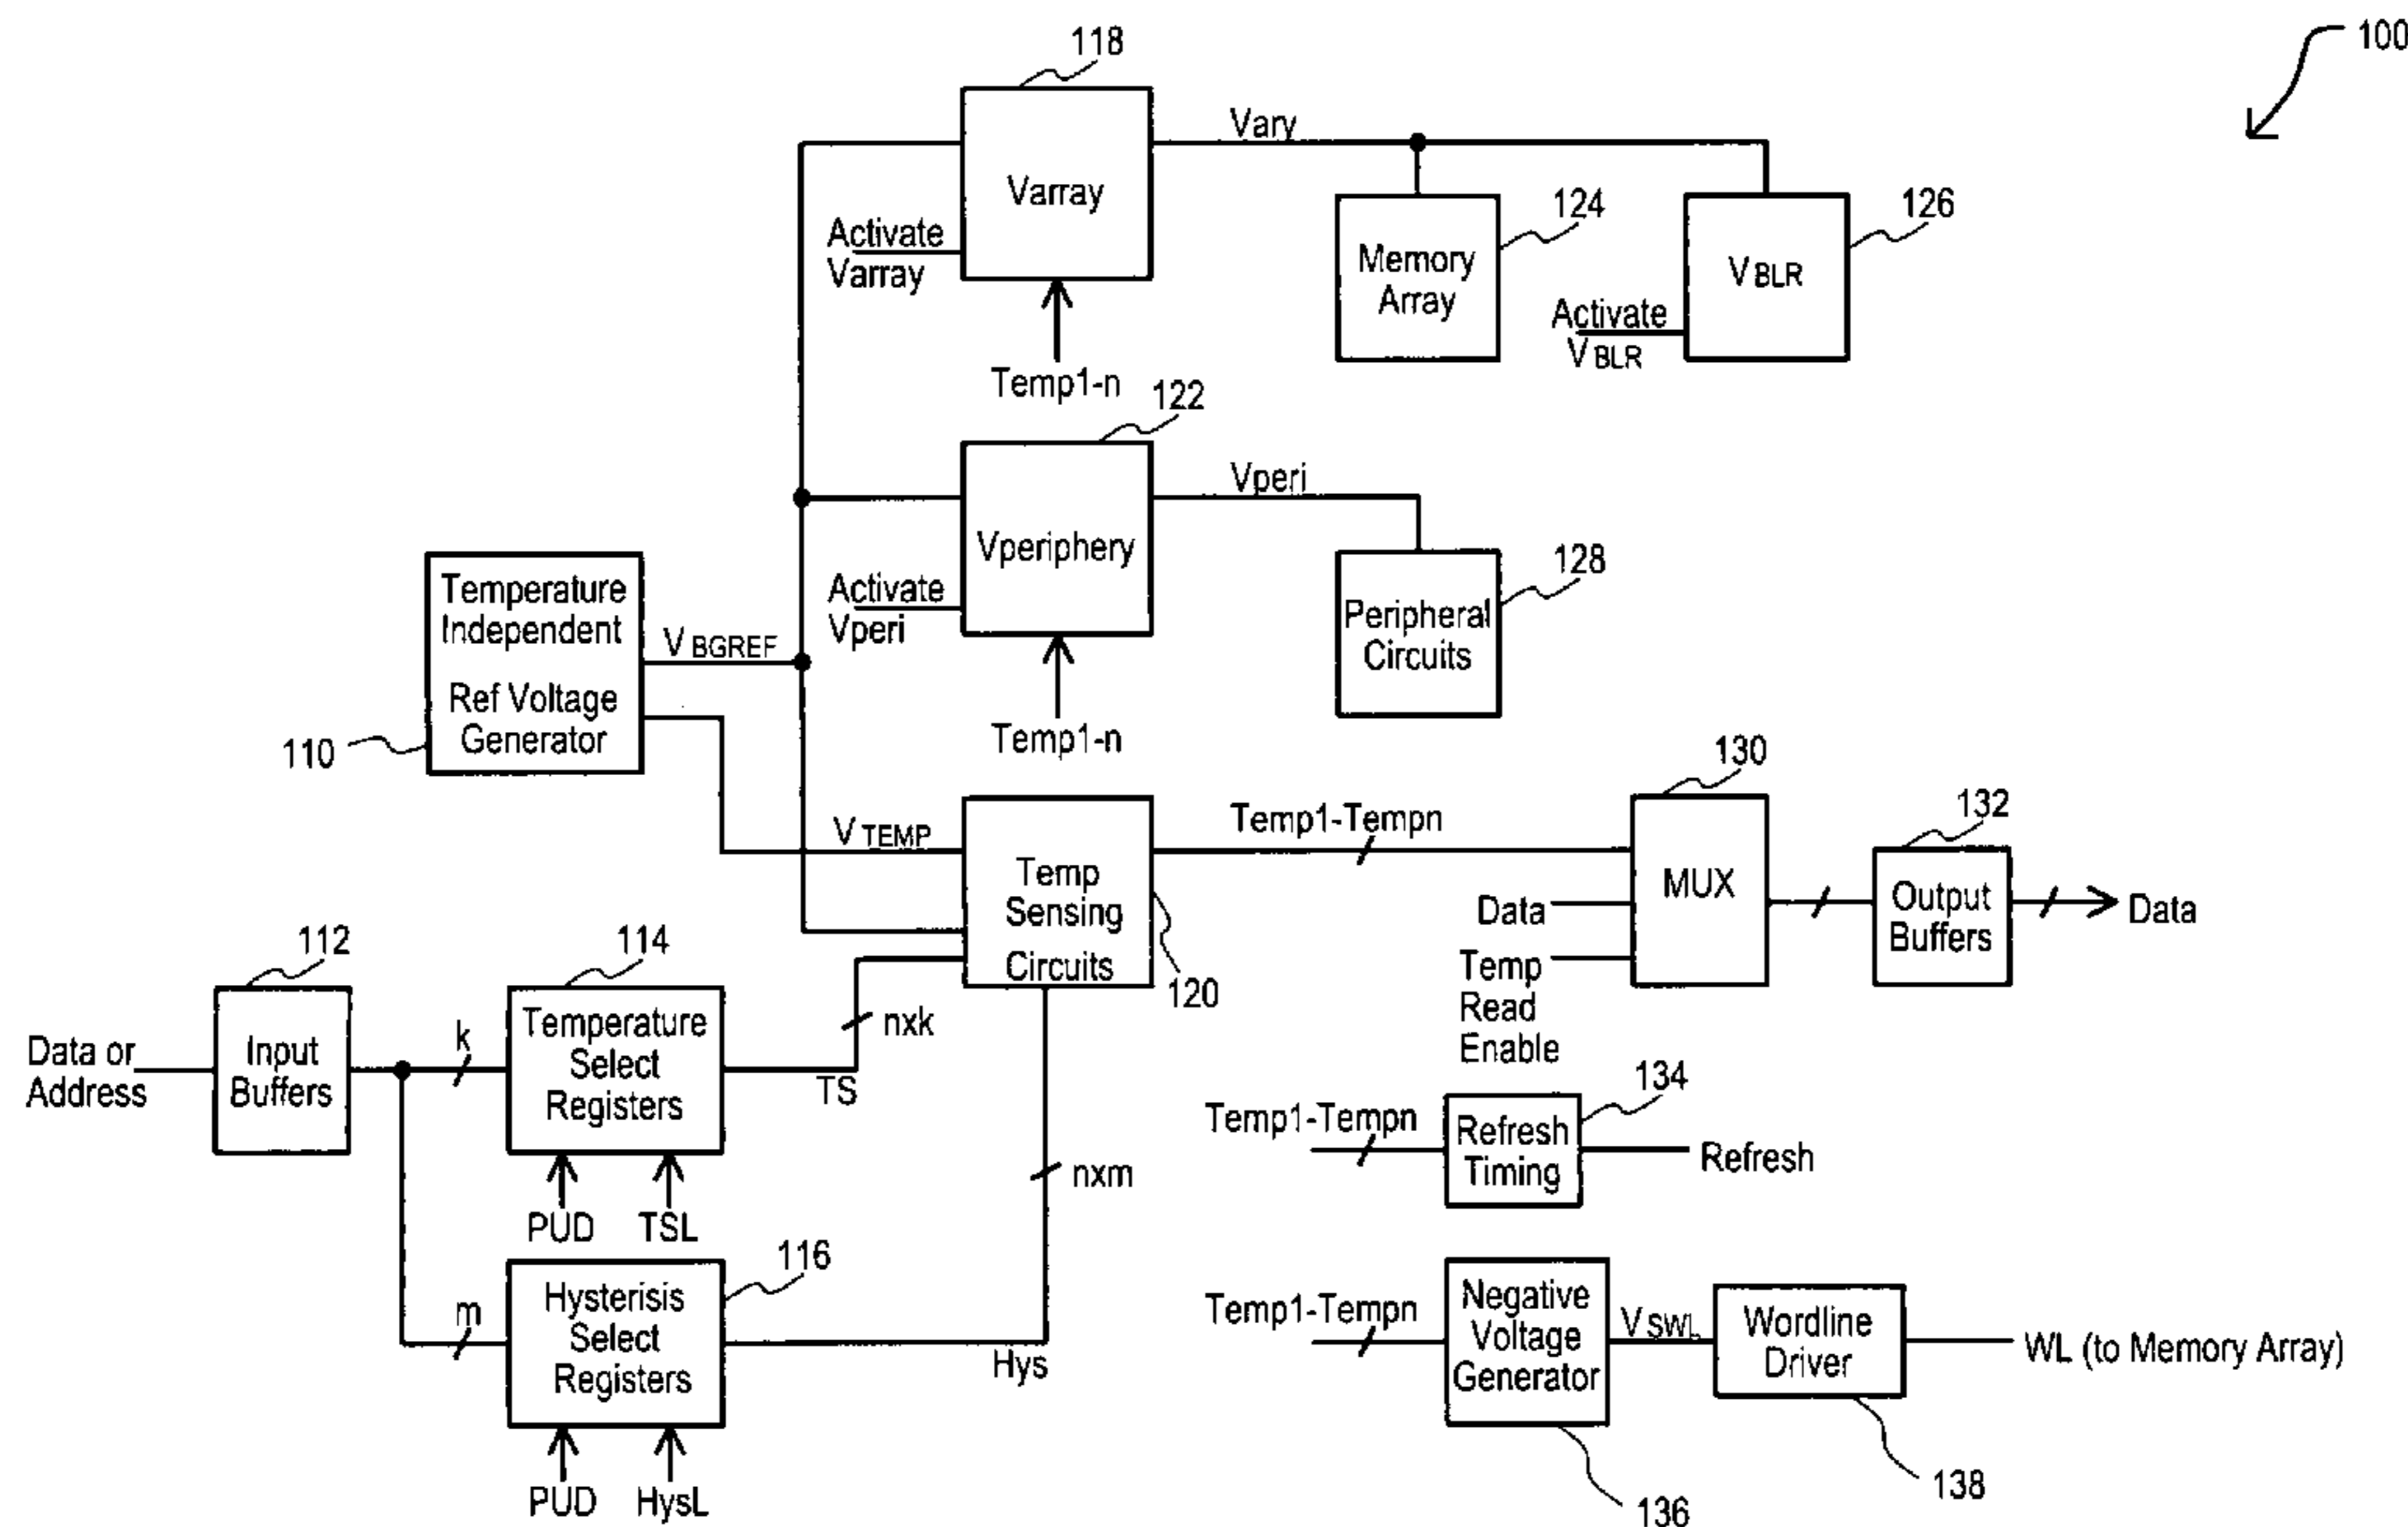 100
118
Varray
Vary
Activate
Varray
Temp1-n
124
Memory
Array
126
VBLR
Activate
VBLR
122
Vperiphery
Vperi
Activate
Vperi
Temp1-n
128
Peripheral
Circuits
Temperature
Independent
Ref Voltage
Generator
110
VBGREF
VTEMP
Temp
Sensing
Circuits
120
Temp1-Tempn
130
MUX
Data
Temp
Read
Enable
132
Output
Buffers
Data
Data or
Address
112
Input
Buffers
k
114
Temperature
Select
Registers
TS
nxk
PUD
TSL
m
116
Hysterisis
Select
Registers
Hys
nxm
PUD
HysL
Temp1-Tempn
134
Refresh
Timing
Refresh
Temp1-Tempn
Negative
Voltage
Generator
136
VSWL
Wordline
Driver
138
WL (to Memory Array)